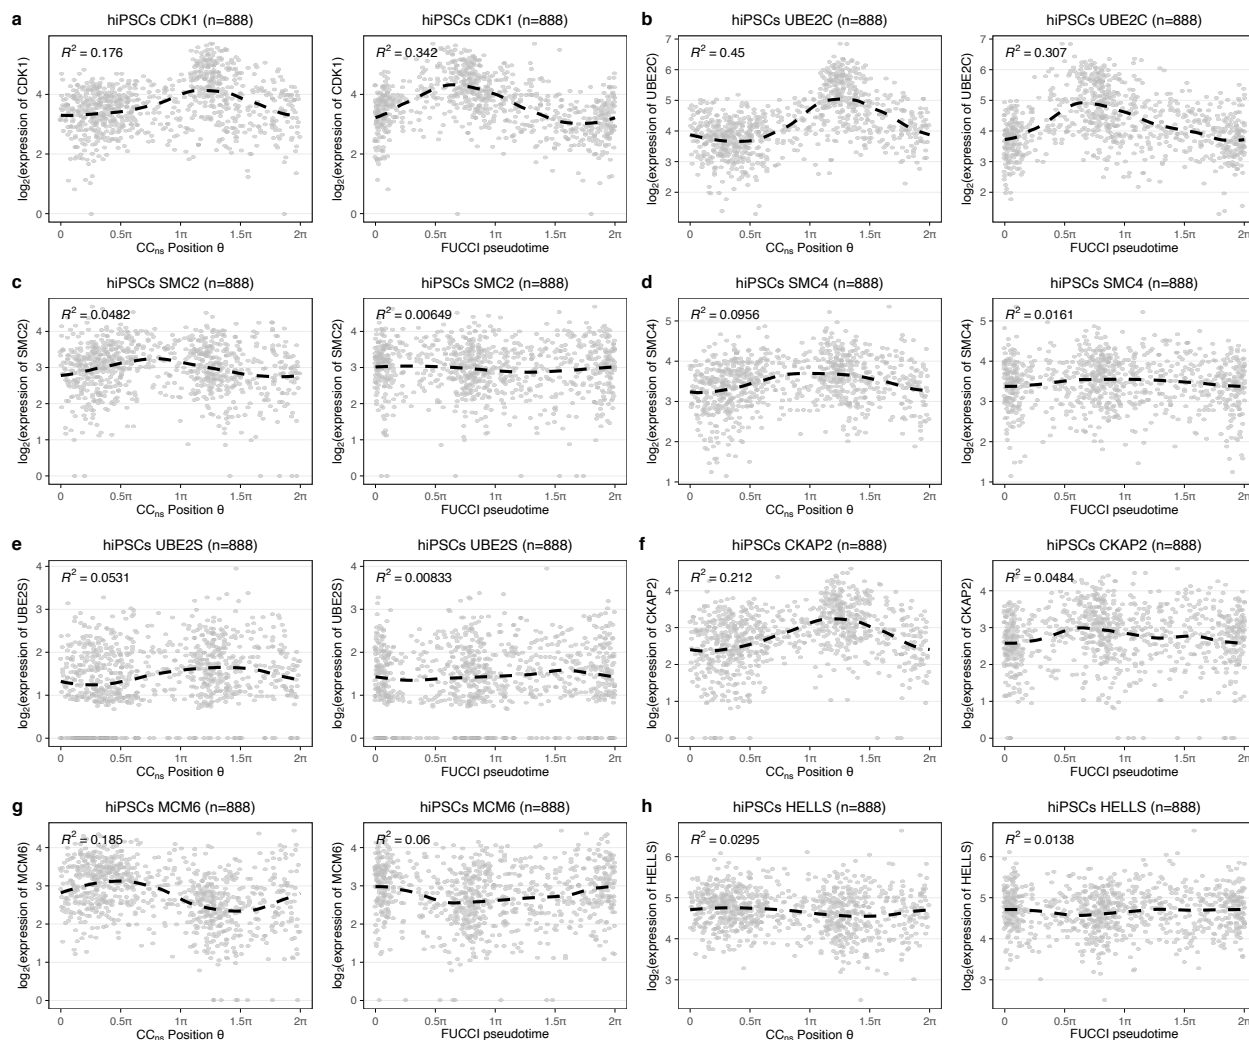 a
hiPSCs CDK1 (n=888)
R² = 0.176
log₂(expression of CDK1)
4
2
0
0 0.5π 1π 1.5π 2π
CCₙₛ Position θ
hiPSCs CDK1 (n=888)
R² = 0.342
log₂(expression of CDK1)
4
2
0
0 0.5π 1π 1.5π 2π
FUCCI pseudotime
b
hiPSCs UBE2C (n=888)
R² = 0.45
log₂(expression of UBE2C)
7
6
5
4
3
2
0 0.5π 1π 1.5π 2π
CCₙₛ Position θ
hiPSCs UBE2C (n=888)
R² = 0.307
log₂(expression of UBE2C)
7
6
5
4
3
2
0 0.5π 1π 1.5π 2π
FUCCI pseudotime
c
hiPSCs SMC2 (n=888)
R² = 0.0482
log₂(expression of SMC2)
4
3
2
1
0
0 0.5π 1π 1.5π 2π
CCₙₛ Position θ
hiPSCs SMC2 (n=888)
R² = 0.00649
log₂(expression of SMC2)
4
3
2
1
0
0 0.5π 1π 1.5π 2π
FUCCI pseudotime
d
hiPSCs SMC4 (n=888)
R² = 0.0956
log₂(expression of SMC4)
5
4
3
2
1
0 0.5π 1π 1.5π 2π
CCₙₛ Position θ
hiPSCs SMC4 (n=888)
R² = 0.0161
log₂(expression of SMC4)
5
4
3
2
1
0 0.5π 1π 1.5π 2π
FUCCI pseudotime
e
hiPSCs UBE2S (n=888)
R² = 0.0531
log₂(expression of UBE2S)
4
3
2
1
0
0 0.5π 1π 1.5π 2π
CCₙₛ Position θ
hiPSCs UBE2S (n=888)
R² = 0.00833
log₂(expression of UBE2S)
4
3
2
1
0
0 0.5π 1π 1.5π 2π
FUCCI pseudotime
f
hiPSCs CKAP2 (n=888)
R² = 0.212
log₂(expression of CKAP2)
4
3
2
1
0
0 0.5π 1π 1.5π 2π
CCₙₛ Position θ
hiPSCs CKAP2 (n=888)
R² = 0.0484
log₂(expression of CKAP2)
4
3
2
1
0
0 0.5π 1π 1.5π 2π
FUCCI pseudotime
g
hiPSCs MCM6 (n=888)
R² = 0.185
log₂(expression of MCM6)
4
3
2
1
0
0 0.5π 1π 1.5π 2π
CCₙₛ Position θ
hiPSCs MCM6 (n=888)
R² = 0.06
log₂(expression of MCM6)
4
3
2
1
0
0 0.5π 1π 1.5π 2π
FUCCI pseudotime
h
hiPSCs HELLS (n=888)
R² = 0.0295
log₂(expression of HELLS)
6
5
4
3
0 0.5π 1π 1.5π 2π
CCₙₛ Position θ
hiPSCs HELLS (n=888)
R² = 0.0138
log₂(expression of HELLS)
6
5
4
3
0 0.5π 1π 1.5π 2π
FUCCI pseudotime